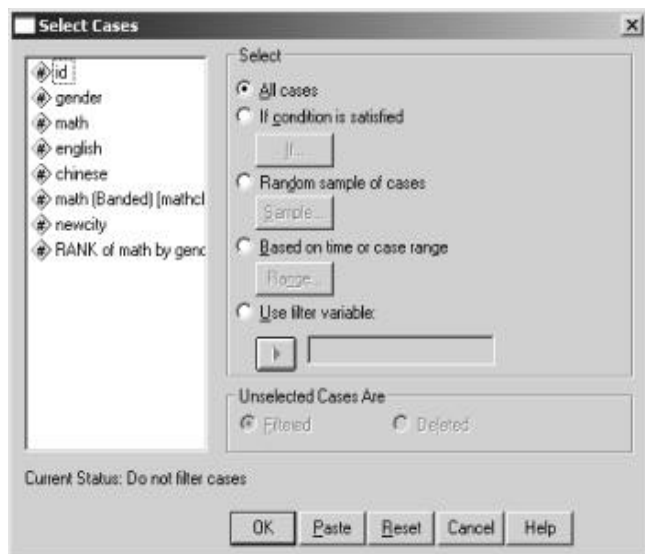 Select Cases
id
gender
math
english
chinese
math (Banded) [mathcl
newcity
RANK of math by genc
Select
All cases
If condition is satisfied
If...
Random sample of cases
Sample...
Based on time or case range
Range...
Use filter variable:
Unselected Cases Are
Filtered
Deleted
Current Status: Do not filter cases
OK
Paste
Reset
Cancel
Help